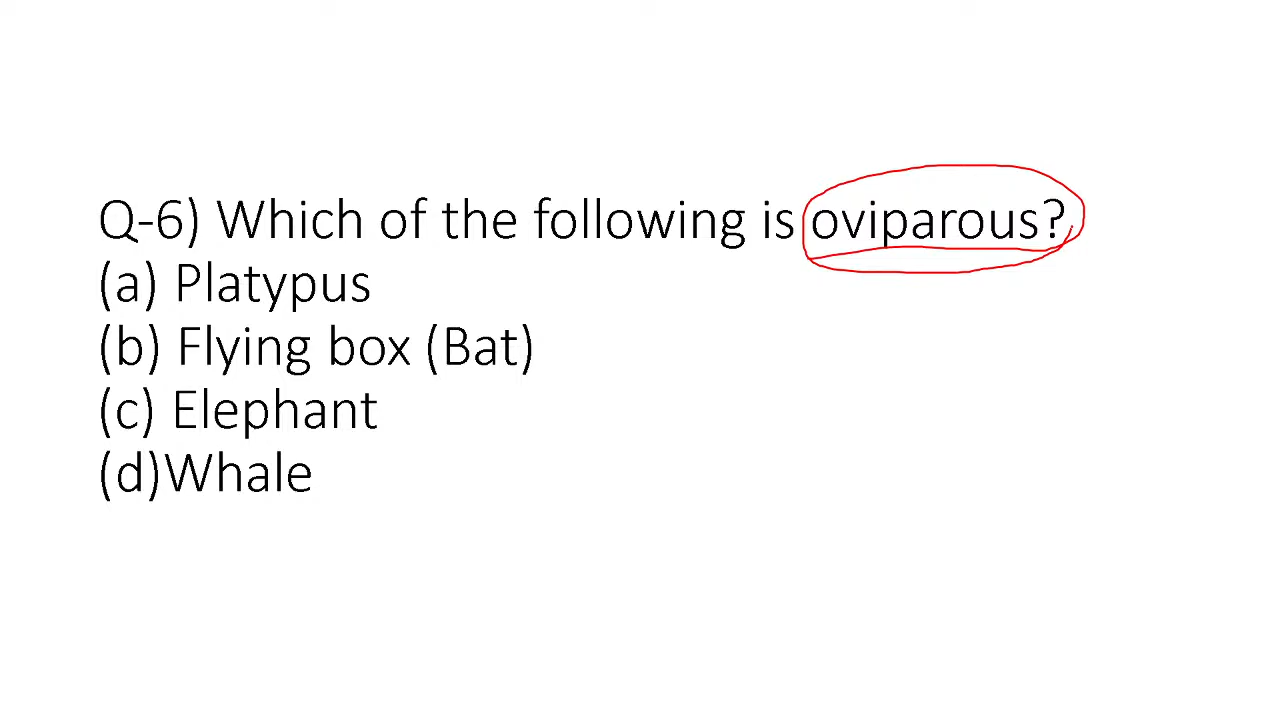 Q-6) Which of the following is oviparous?
(a) Platypus
(b) Flying box (Bat)
(c) Elephant
(d)Whale